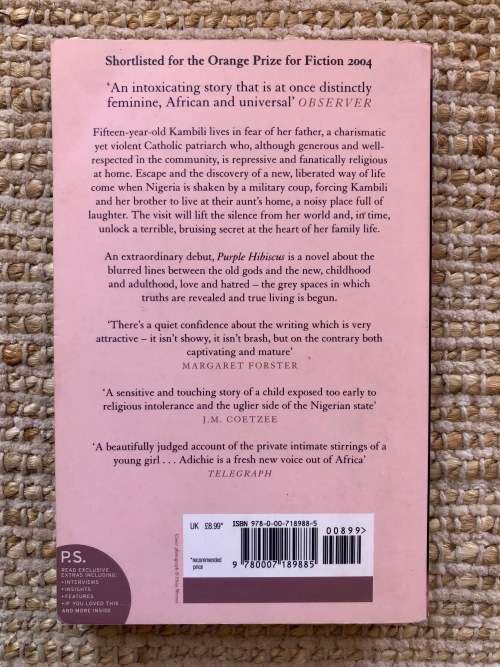 Shortlisted for the Orange Prize for Fiction 2004
‘An intoxicating story that is at once distinctly
feminine, African and universal’ OBSERVER
Fifteen-year-old Kambili lives in fear of her father, a charismatic
yet violent Catholic patriarch who, although generous and well-
respected in the community, is repressive and fanatically religious
at home. Escape and the discovery of a new, liberated way of life
come when Nigeria is shaken by a military coup, forcing Kambili
and her brother to live at their aunt’s home, a noisy place full of
laughter. The visit will lift the silence from her world and, in time,
unlock a terrible, bruising secret at the heart of her family life.
An extraordinary debut, Purple Hibiscus is a novel about the
blurred lines between the old gods and the new, childhood
and adulthood, love and hatred – the grey spaces in which
truths are revealed and true living is begun.
‘There’s a quiet confidence about the writing which is very
attractive – it isn’t showy, it isn’t brash, but on the contrary both
captivating and mature’
MARGARET FORSTER
‘A sensitive and touching story of a child exposed too early to
religious intolerance and the uglier side of the Nigerian state’
J.M. COETZEE
‘A beautifully judged account of the private intimate stirrings of a
young girl . . . Adichie is a fresh new voice out of Africa’
TELEGRAPH
UK £8.99*
ISBN 978-0-00-718988-5
00899>
*recommended
price
9 780007 189885
P.S.
READ EXCLUSIVE
EXTRAS INCLUDING:
• INTERVIEWS
• INSIGHTS
• FEATURES
• IF YOU LOVED THIS...
AND MORE INSIDE